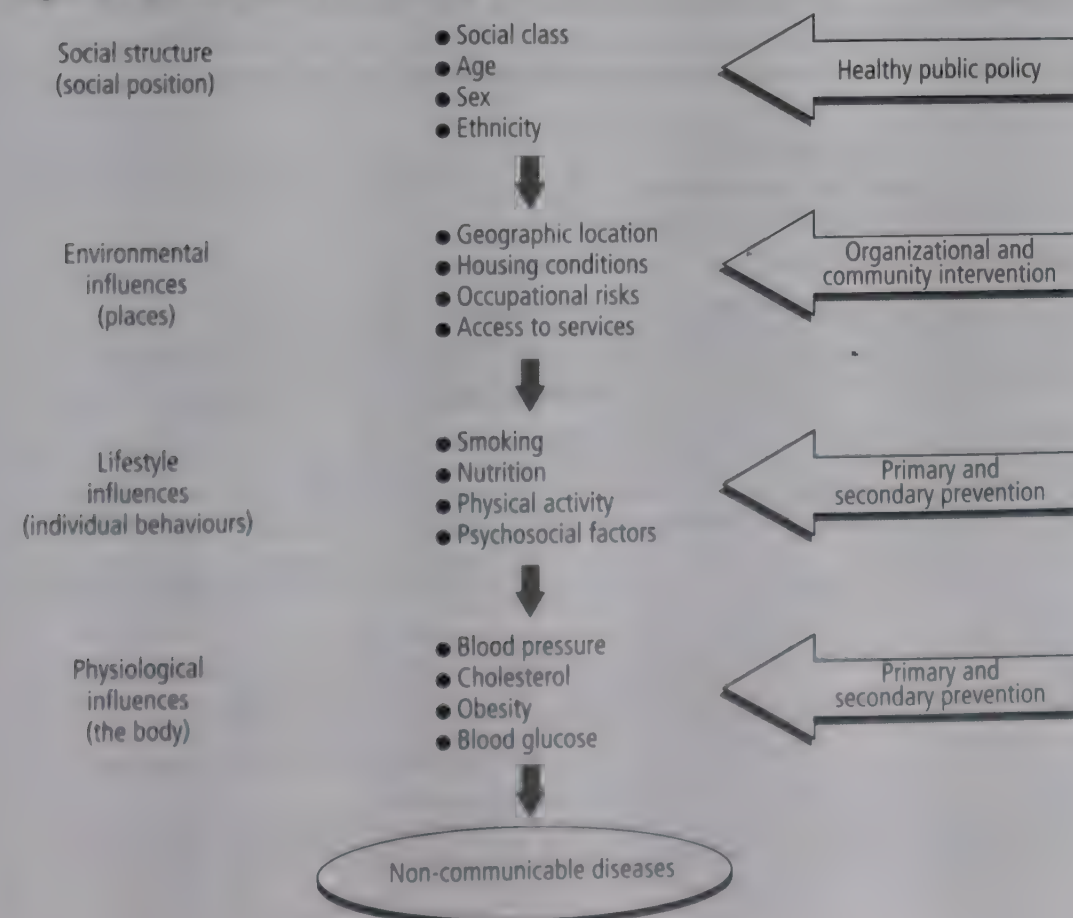 Social structure
(social position)
● Social class
● Age
● Sex
● Ethnicity
Healthy public policy
Environmental
influences
(places)
● Geographic location
● Housing conditions
● Occupational risks
● Access to services
Organizational and
community intervention
Lifestyle
influences
(individual behaviours)
● Smoking
● Nutrition
● Physical activity
● Psychosocial factors
Primary and
secondary prevention
Physiological
influences
(the body)
● Blood pressure
● Cholesterol
● Obesity
● Blood glucose
Primary and
secondary prevention
Non-communicable diseases